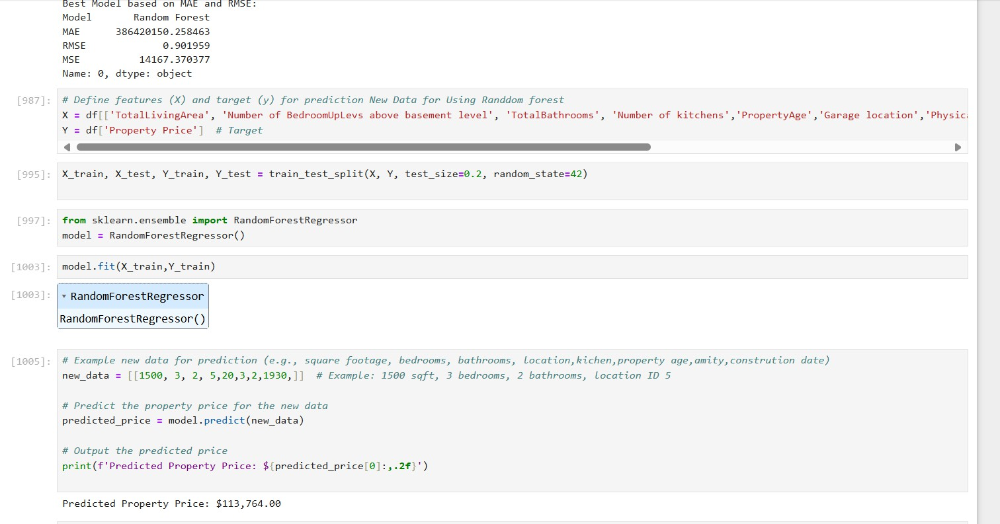 Best Model based on MAE and RMSE:
Model       Random Forest
MAE      386420150.258463
RMSE             0.901959
MSE          14167.370377
Name: 0, dtype: object
[987]: # Define features (X) and target (y) for prediction New Data for Using Randdom forest
X = df[['TotalLivingArea', 'Number of BedroomUpLevs above basement level', 'TotalBathrooms', 'Number of kitchens','PropertyAge','Garage location','Physic
Y = df['Property Price']  # Target
[995]: X_train, X_test, Y_train, Y_test = train_test_split(X, Y, test_size=0.2, random_state=42)
[997]: from sklearn.ensemble import RandomForestRegressor
model = RandomForestRegressor()
[1003]: model.fit(X_train,Y_train)
[1003]: RandomForestRegressor
RandomForestRegressor()
[1005]: # Example new data for prediction (e.g., square footage, bedrooms, bathrooms, location,kichen,property age,amity,constrution date)
new_data = [[1500, 3, 2, 5,20,3,2,1930,]]  # Example: 1500 sqft, 3 bedrooms, 2 bathrooms, location ID 5
# Predict the property price for the new data
predicted_price = model.predict(new_data)
# Output the predicted price
print(f'Predicted Property Price: ${predicted_price[0]:,.2f}')
Predicted Property Price: $113,764.00